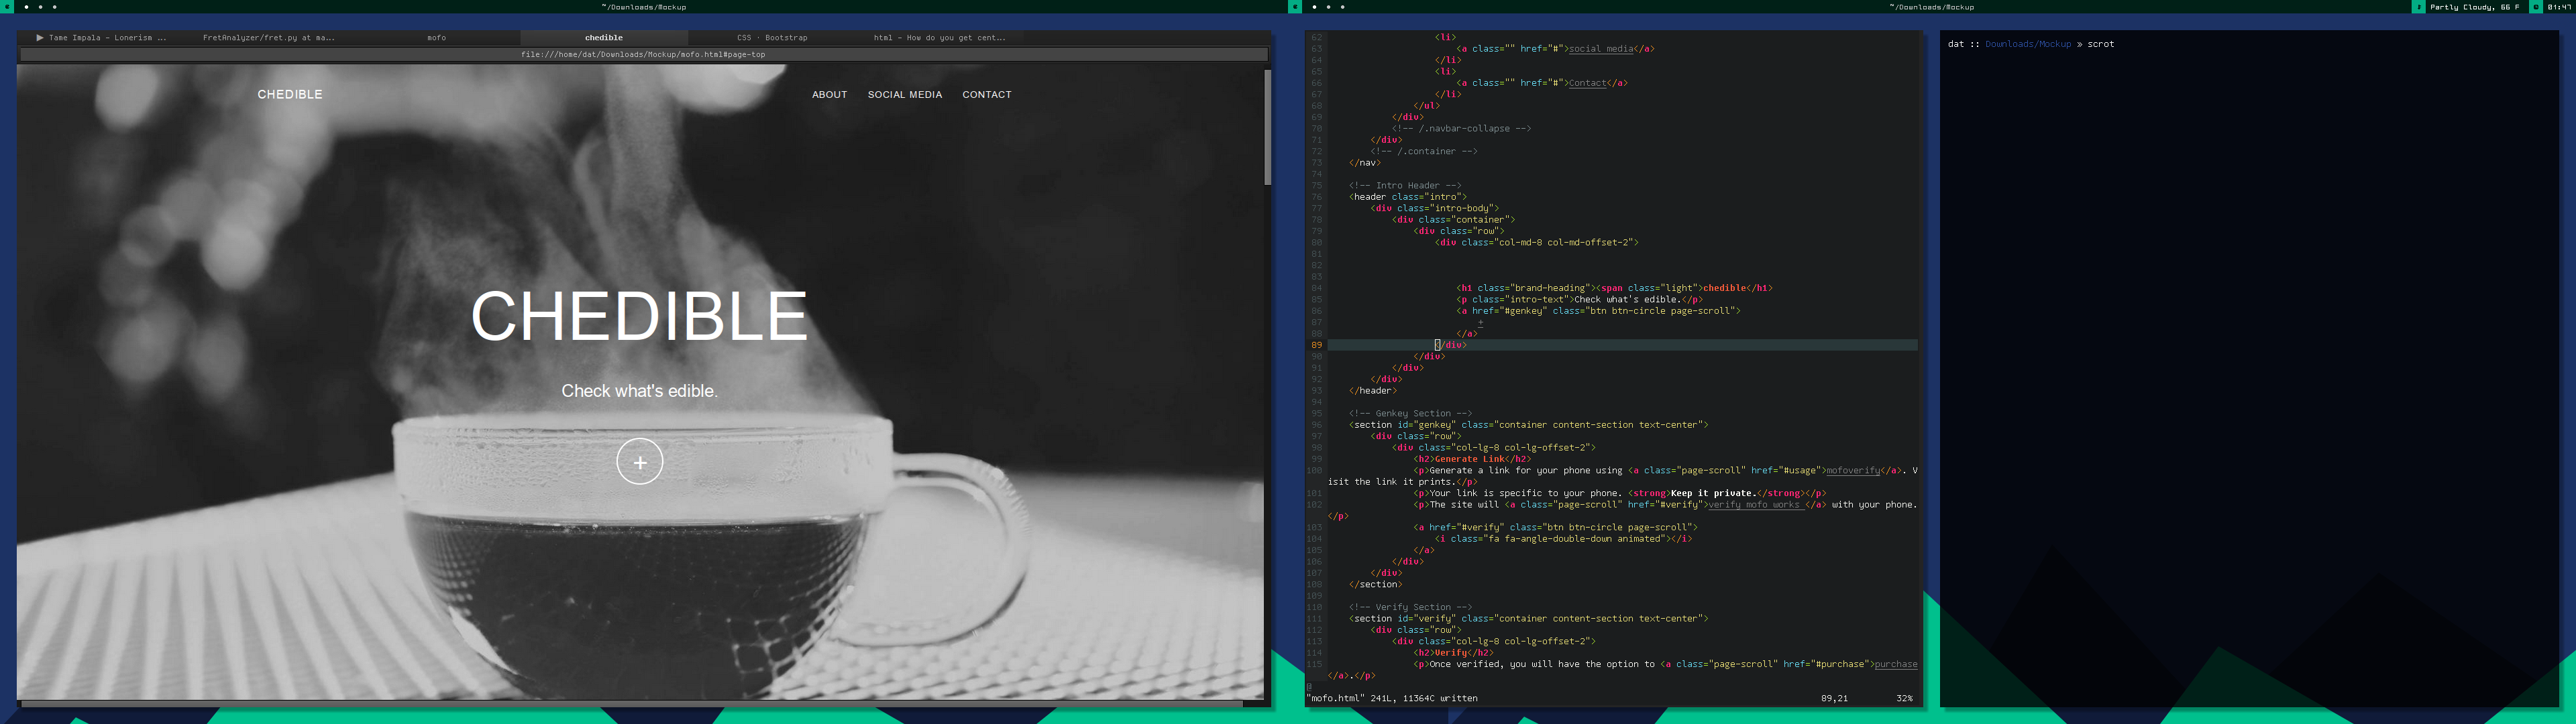 ~/Downloads/Mockup
▶ Tame Impala - Lonerism ...
FretAnalyzer/fret.py at ma...
mofo
chedible
CSS · Bootstrap
html - How do you get cent...
file:///home/dat/Downloads/Mockup/mofo.html#page-top
CHEDIBLE
ABOUT SOCIAL MEDIA CONTACT
CHEDIBLE
Check what's edible.
+
~/Downloads/Mockup
Partly Cloudy, 66 F
01:47
62 <li>
63 <a class="" href="#">social media</a>
64 </li>
65 <li>
66 <a class="" href="#">Contact</a>
67 </li>
68 </ul>
69 </div>
70 <!-- /.navbar-collapse -->
71 </div>
72 <!-- /.container -->
73 </nav>
74
75 <!-- Intro Header -->
76 <header class="intro">
77 <div class="intro-body">
78 <div class="container">
79 <div class="row">
80 <div class="col-md-8 col-md-offset-2">
81
82
83
84 <h1 class="brand-heading"><span class="light">chedible</h1>
85 <p class="intro-text">Check what's edible.</p>
86 <a href="#genkey" class="btn btn-circle page-scroll">
87 +
88 </a>
89 </div>
90 </div>
91 </div>
92 </div>
93 </header>
94
95 <!-- Genkey Section -->
96 <section id="genkey" class="container content-section text-center">
97 <div class="row">
98 <div class="col-lg-8 col-lg-offset-2">
99 <h2>Generate Link</h2>
100 <p>Generate a link for your phone using <a class="page-scroll" href="#usage">mofoverify</a>. V
isit the link it prints.</p>
101 <p>Your link is specific to your phone. <strong>Keep it private.</strong></p>
102 <p>The site will <a class="page-scroll" href="#verify">verify mofo works </a> with your phone.
</p>
103 <a href="#verify" class="btn btn-circle page-scroll">
104 <i class="fa fa-angle-double-down animated"></i>
105 </a>
106 </div>
107 </div>
108 </section>
109
110 <!-- Verify Section -->
111 <section id="verify" class="container content-section text-center">
112 <div class="row">
113 <div class="col-lg-8 col-lg-offset-2">
114 <h2>Verify</h2>
115 <p>Once verified, you will have the option to <a class="page-scroll" href="#purchase">purchase
</a>.</p>
@
"mofo.html" 241L, 11364C written 89,21 32%
dat :: Downloads/Mockup » scrot